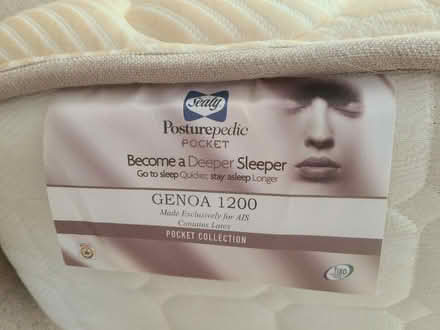 Sealy
Posturepedic
POCKET
Become a Deeper Sleeper
Go to sleep Quicker, stay asleep Longer
GENOA 1200
Made Exclusively for AIS
Contains Latex
POCKET COLLECTION